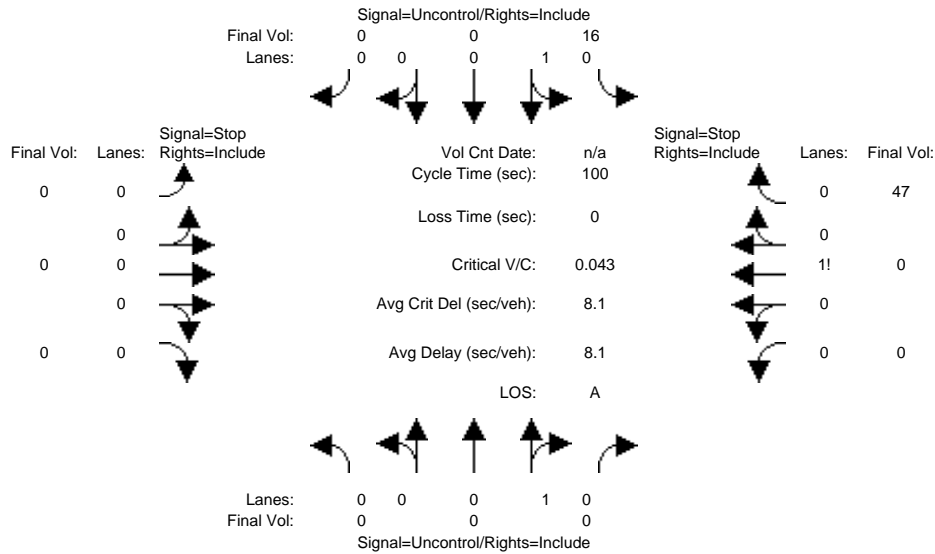 Signal=Uncontrol/Rights=Include
Final Vol: 0 0 16
Lanes: 0 0 0 1 0
Signal=Stop Signal=Stop
Final Vol: Lanes: Rights=Include Vol Cnt Date: n/a Rights=Include Lanes: Final Vol:
Cycle Time (sec): 100
0 0 0 47
Loss Time (sec): 0
0 0
0 0 Critical V/C: 0.043 1! 0
0 Avg Crit Del (sec/veh): 8.1 0
0 0 Avg Delay (sec/veh): 8.1 0 0
LOS: A
Lanes: 0 0 0 1 0
Final Vol: 0 0 0
Signal=Uncontrol/Rights=Include